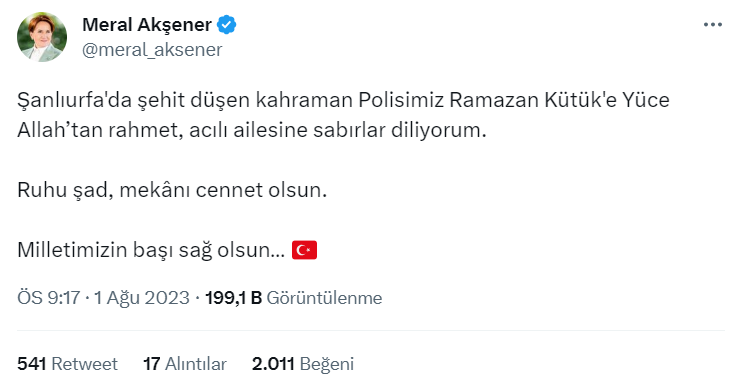 Meral Akşener
@meral_aksener
Şanlıurfa'da şehit düşen kahraman Polisimiz Ramazan Kütük'e Yüce
Allah’tan rahmet, acılı ailesine sabırlar diliyorum.
Ruhu şad, mekânı cennet olsun.
Milletimizin başı sağ olsun... 🇹🇷
ÖS 9:17 · 1 Ağu 2023 · 199,1 B Görüntülenme
541 Retweet 17 Alıntılar 2.011 Beğeni